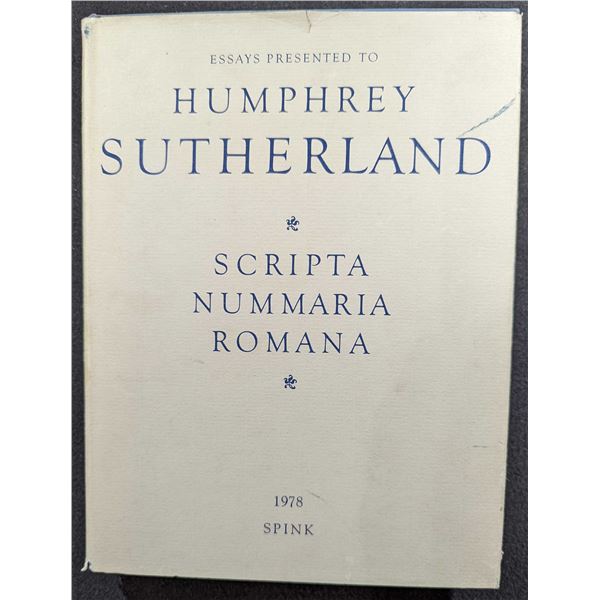 ESSAYS PRESENTED TO
HUMPHREY
SUTHERLAND
SCRIPTA
NUMMARIA
ROMANA
1978
SPINK